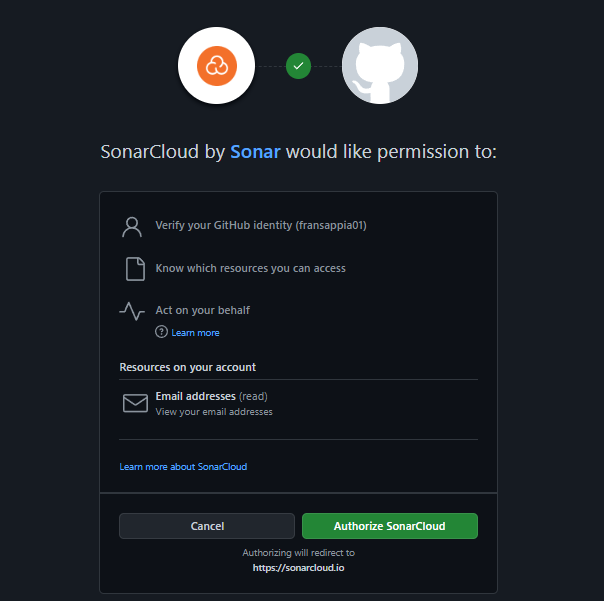 SonarCloud by Sonar would like permission to:
Verify your GitHub identity (fransappia01)
Know which resources you can access
Act on your behalf
Learn more
Resources on your account
Email addresses (read)
View your email addresses
Learn more about SonarCloud
Cancel
Authorize SonarCloud
Authorizing will redirect to
https://sonarcloud.io